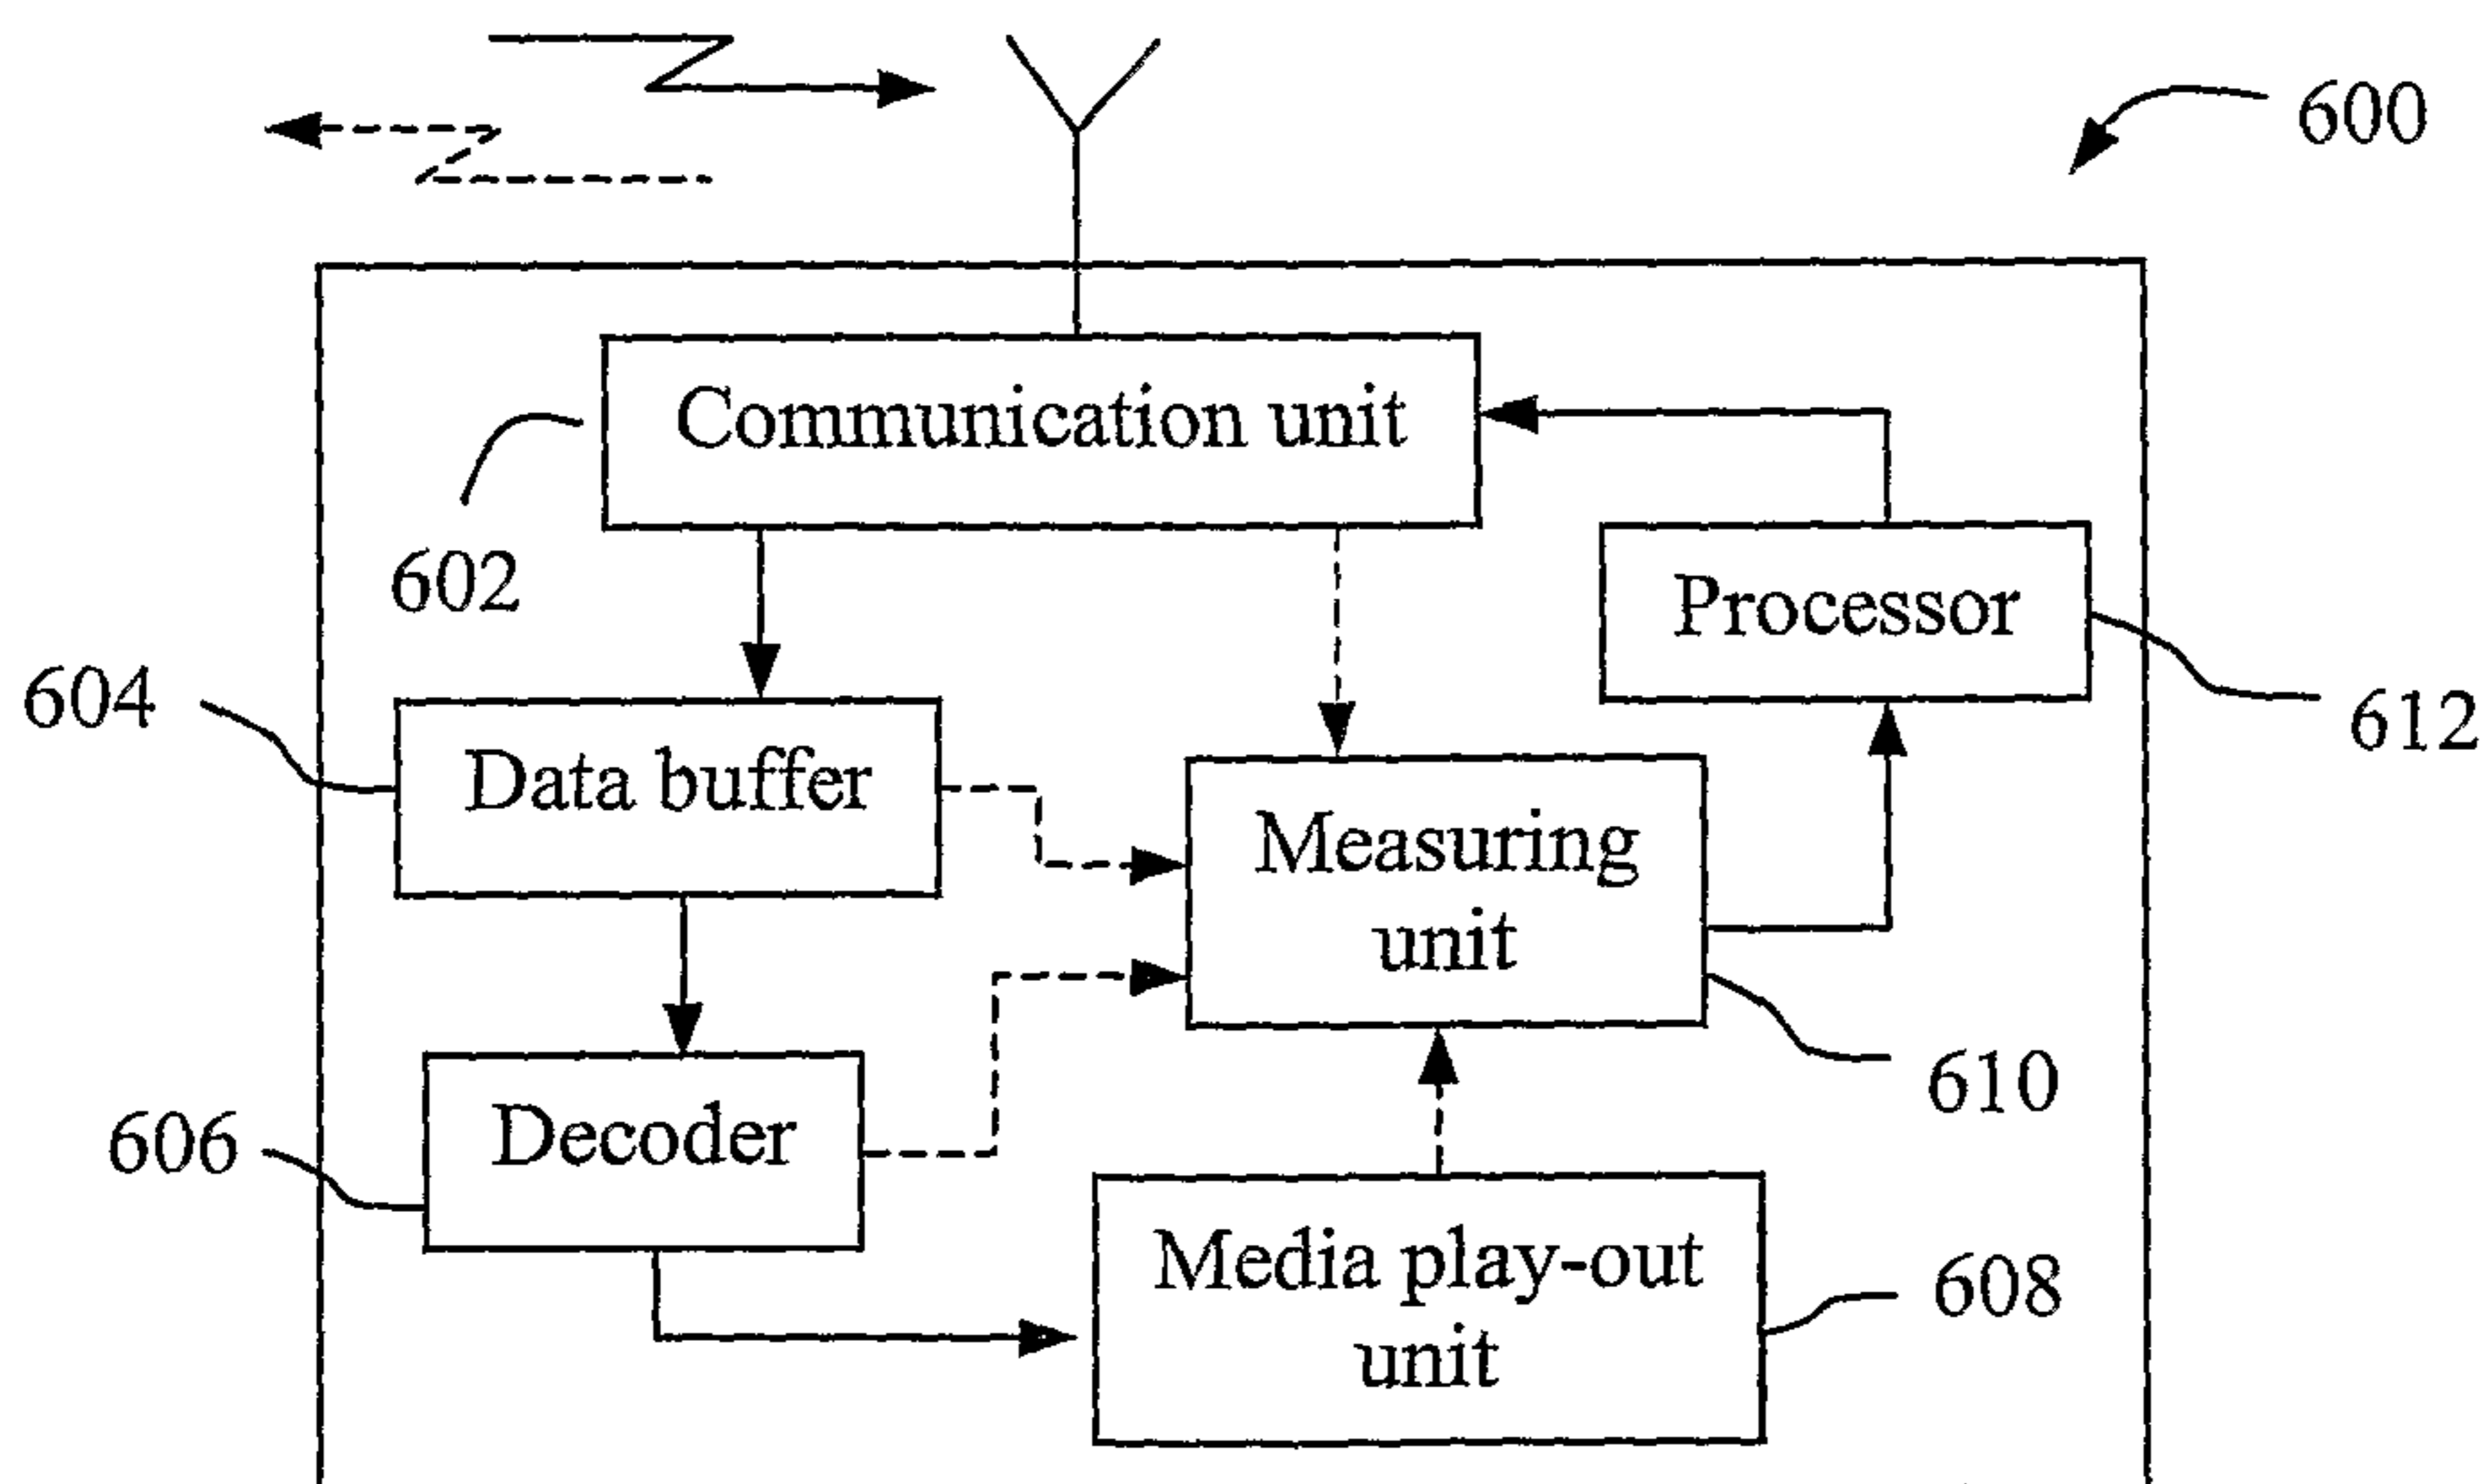 600
Communication unit
602
Processor
604
612
Data buffer
Measuring
unit
610
606
Decoder
Media play-out
unit
608